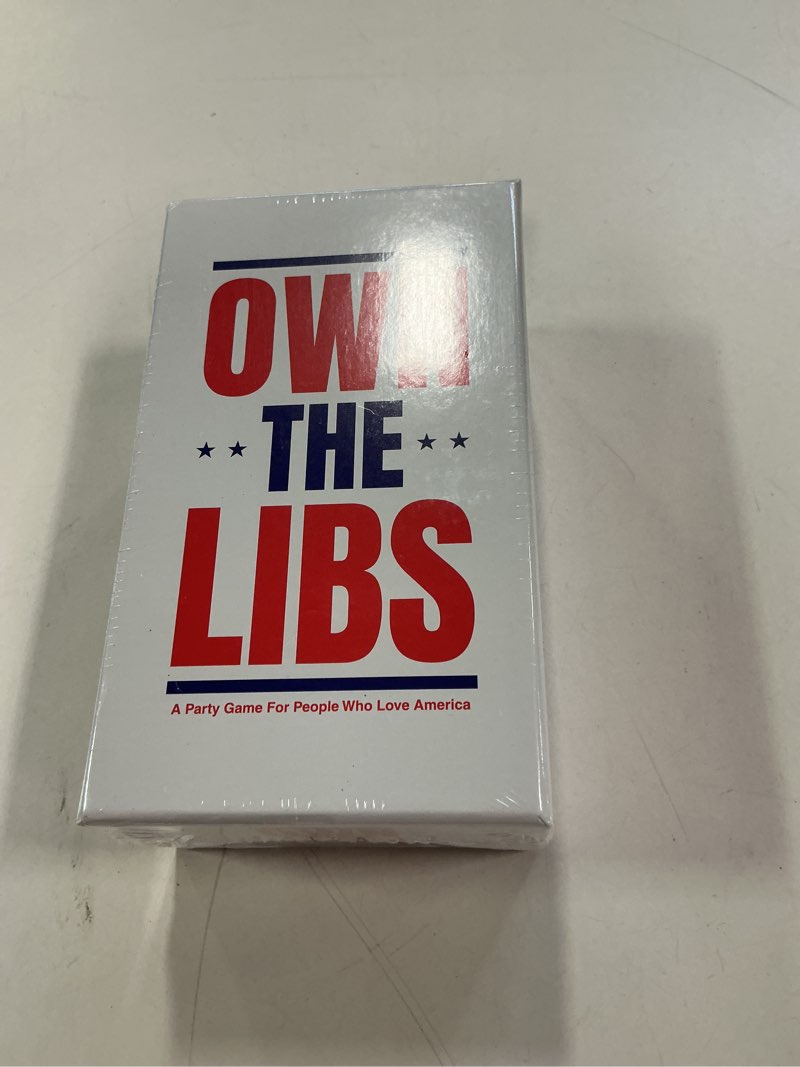 OWN
THE
LIBS
A Party Game For People Who Love America